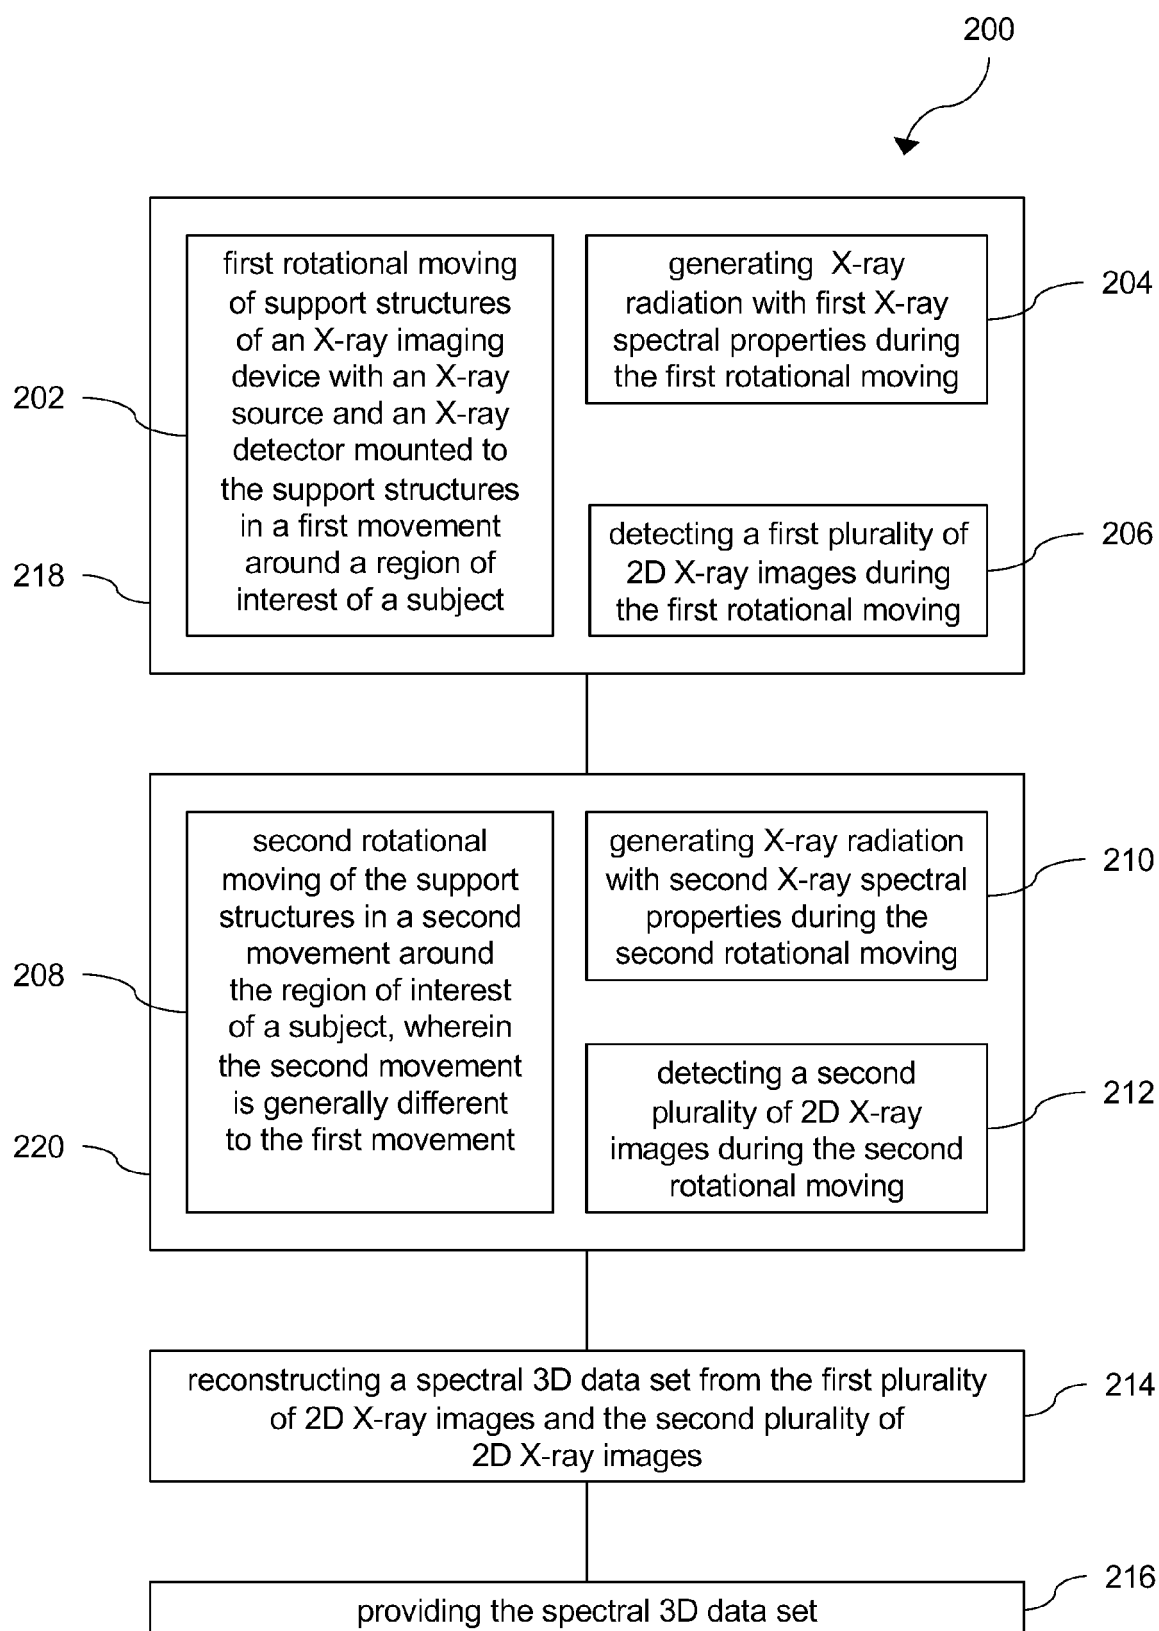 200
first rotational moving
of support structures
of an X-ray imaging
device with an X-ray
source and an X-ray
detector mounted to
the support structures
in a first movement
around a region of
interest of a subject
generating X-ray
radiation with first X-ray
spectral properties during
the first rotational moving
204
202
detecting a first plurality of
2D X-ray images during
the first rotational moving
206
218
second rotational
moving of the support
structures in a second
movement around
the region of interest
of a subject, wherein
the second movement
is generally different
to the first movement
generating X-ray radiation
with second X-ray spectral
properties during the
second rotational moving
210
208
detecting a second
plurality of 2D X-ray
images during the second
rotational moving
212
220
reconstructing a spectral 3D data set from the first plurality
of 2D X-ray images and the second plurality of
2D X-ray images
214
providing the spectral 3D data set
216